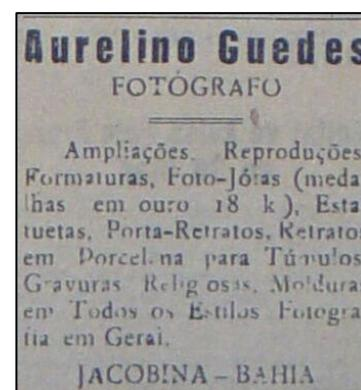 Aurelino Guedes
FOTÓGRAFO
Ampliações. Reproduções
Formaturas, Foto-Jóias (meda
lhas em ouro 18 k), Esta
tuetas, Porta-Retratos, Retratos
em Porcelana para Túmulos
Gravuras Religiosas, Moldura
em Todos os Estilos Fotogra
fia em Geral.
JACOBINA – BAHIA